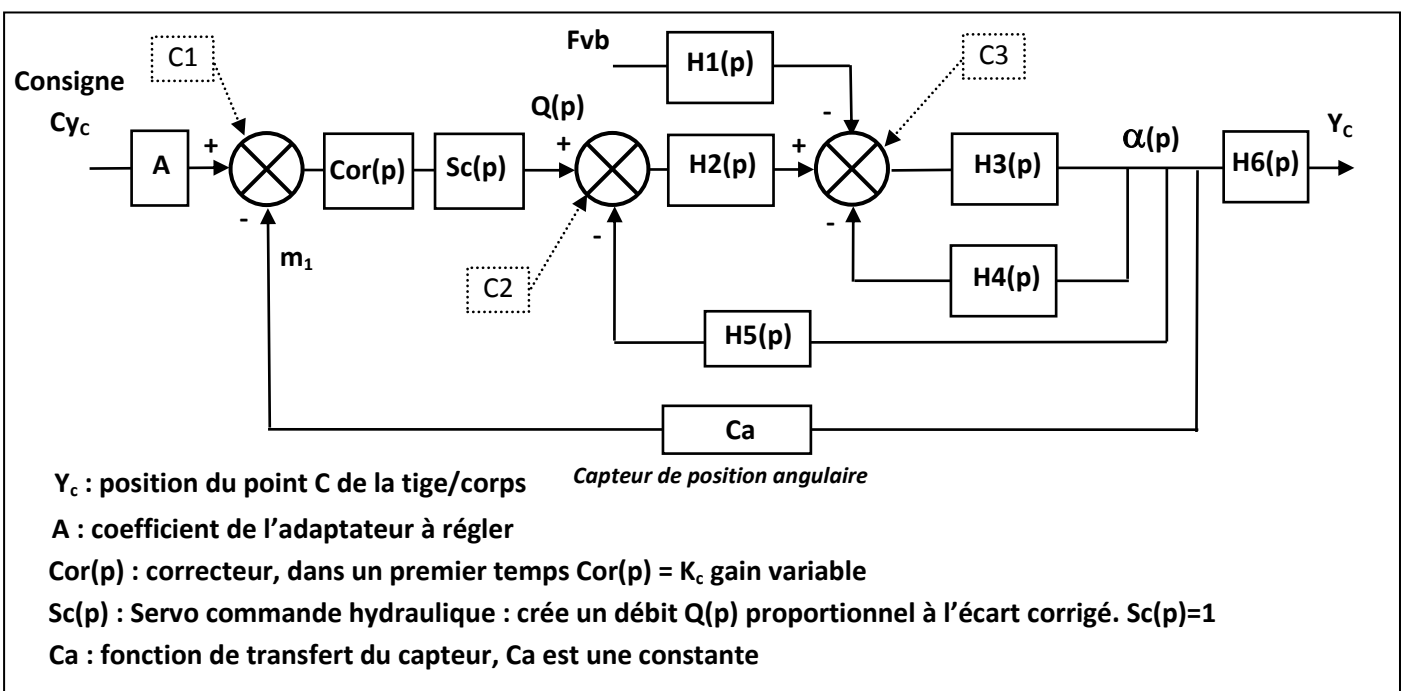 Fvb
H1(p)
C1
C3
Consigne
Cy_C
A
+
-
m₁
Cor(p)
Sc(p)
Q(p)
+
-
C2
H2(p)
+
-
-
H3(p)
α(p)
H6(p)
Y_C
H4(p)
H5(p)
Ca
Capteur de position angulaire
Y_c : position du point C de la tige/corps
A : coefficient de l’adaptateur à régler
Cor(p) : correcteur, dans un premier temps Cor(p) = K_c gain variable
Sc(p) : Servo commande hydraulique : crée un débit Q(p) proportionnel à l’écart corrigé. Sc(p)=1
Ca : fonction de transfert du capteur, Ca est une constante